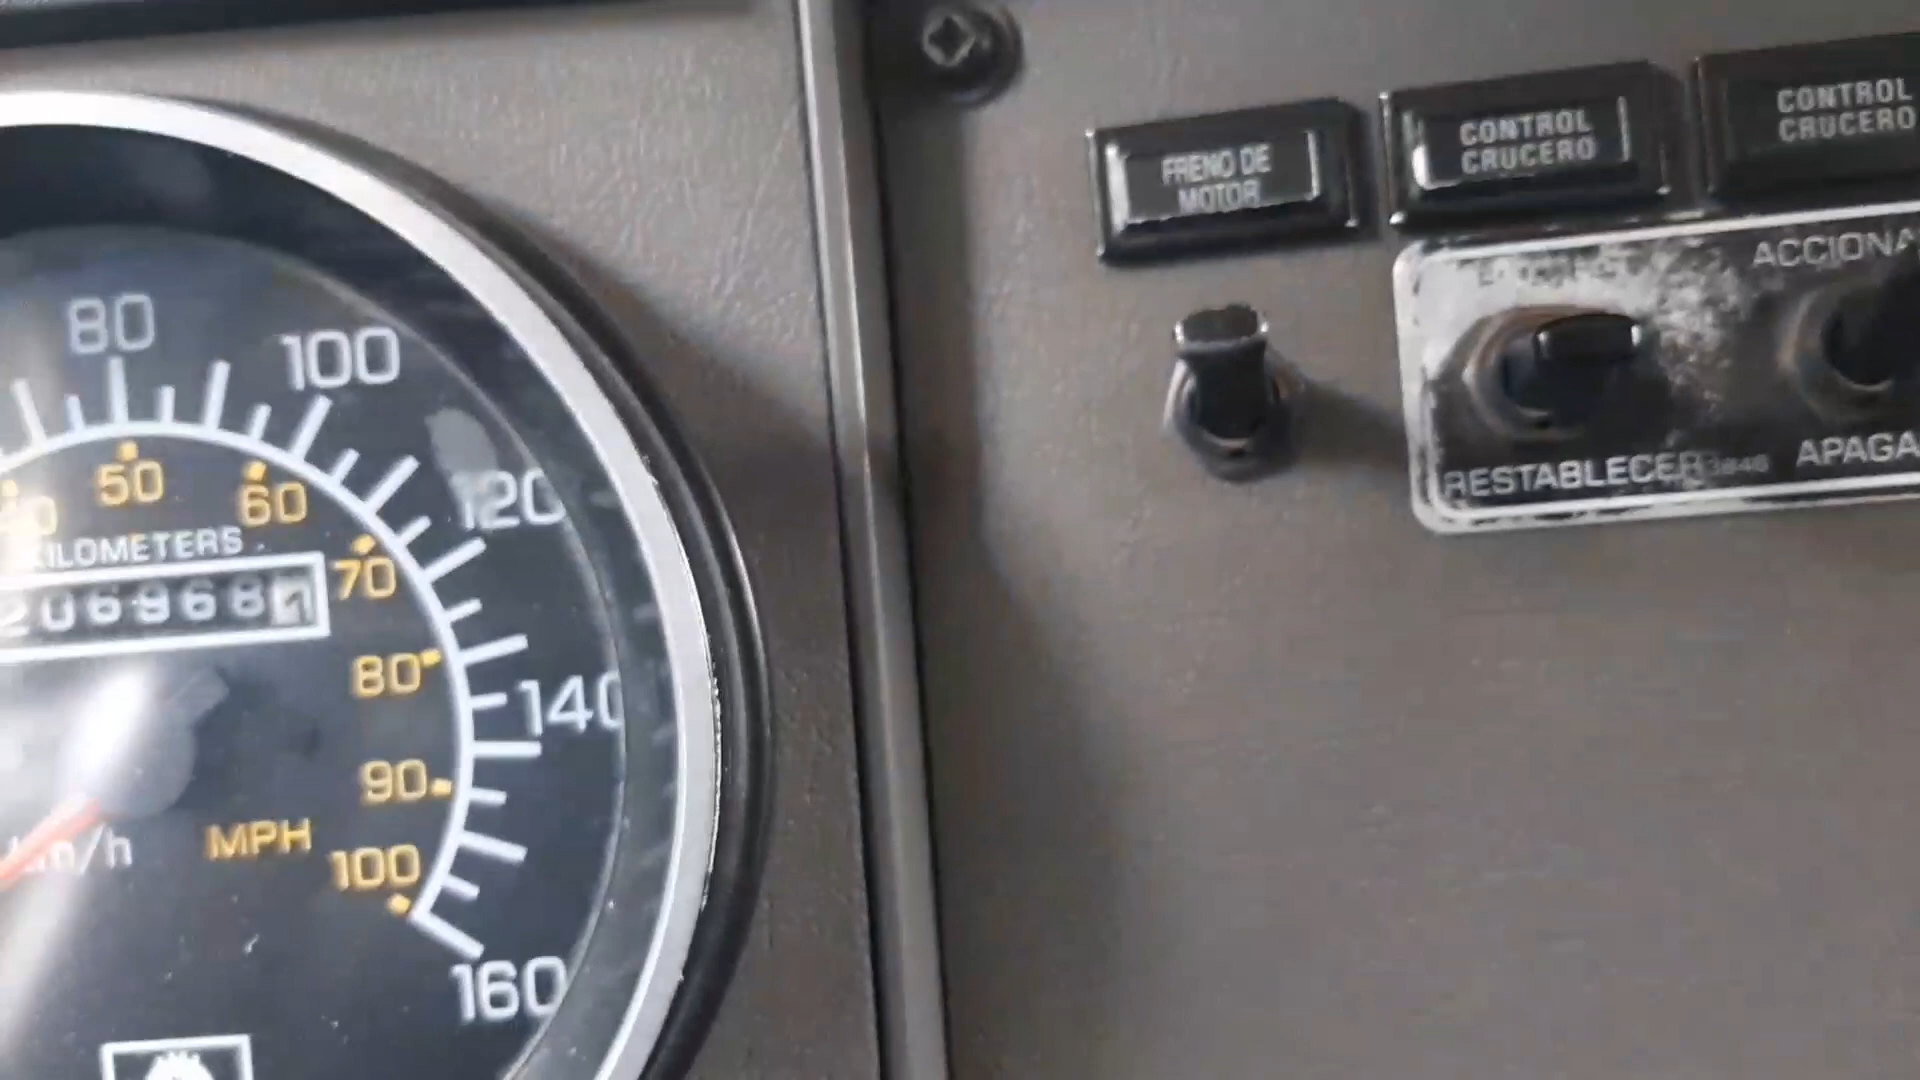 80
100
120
140
160
50
60
70
80
90
100
KILOMETERS
206968
km/h
MPH
FRENO DE
MOTOR
CONTROL
CRUCERO
CONTROL
CRUCERO
ACCIONA
RESTABLECER
APAGA